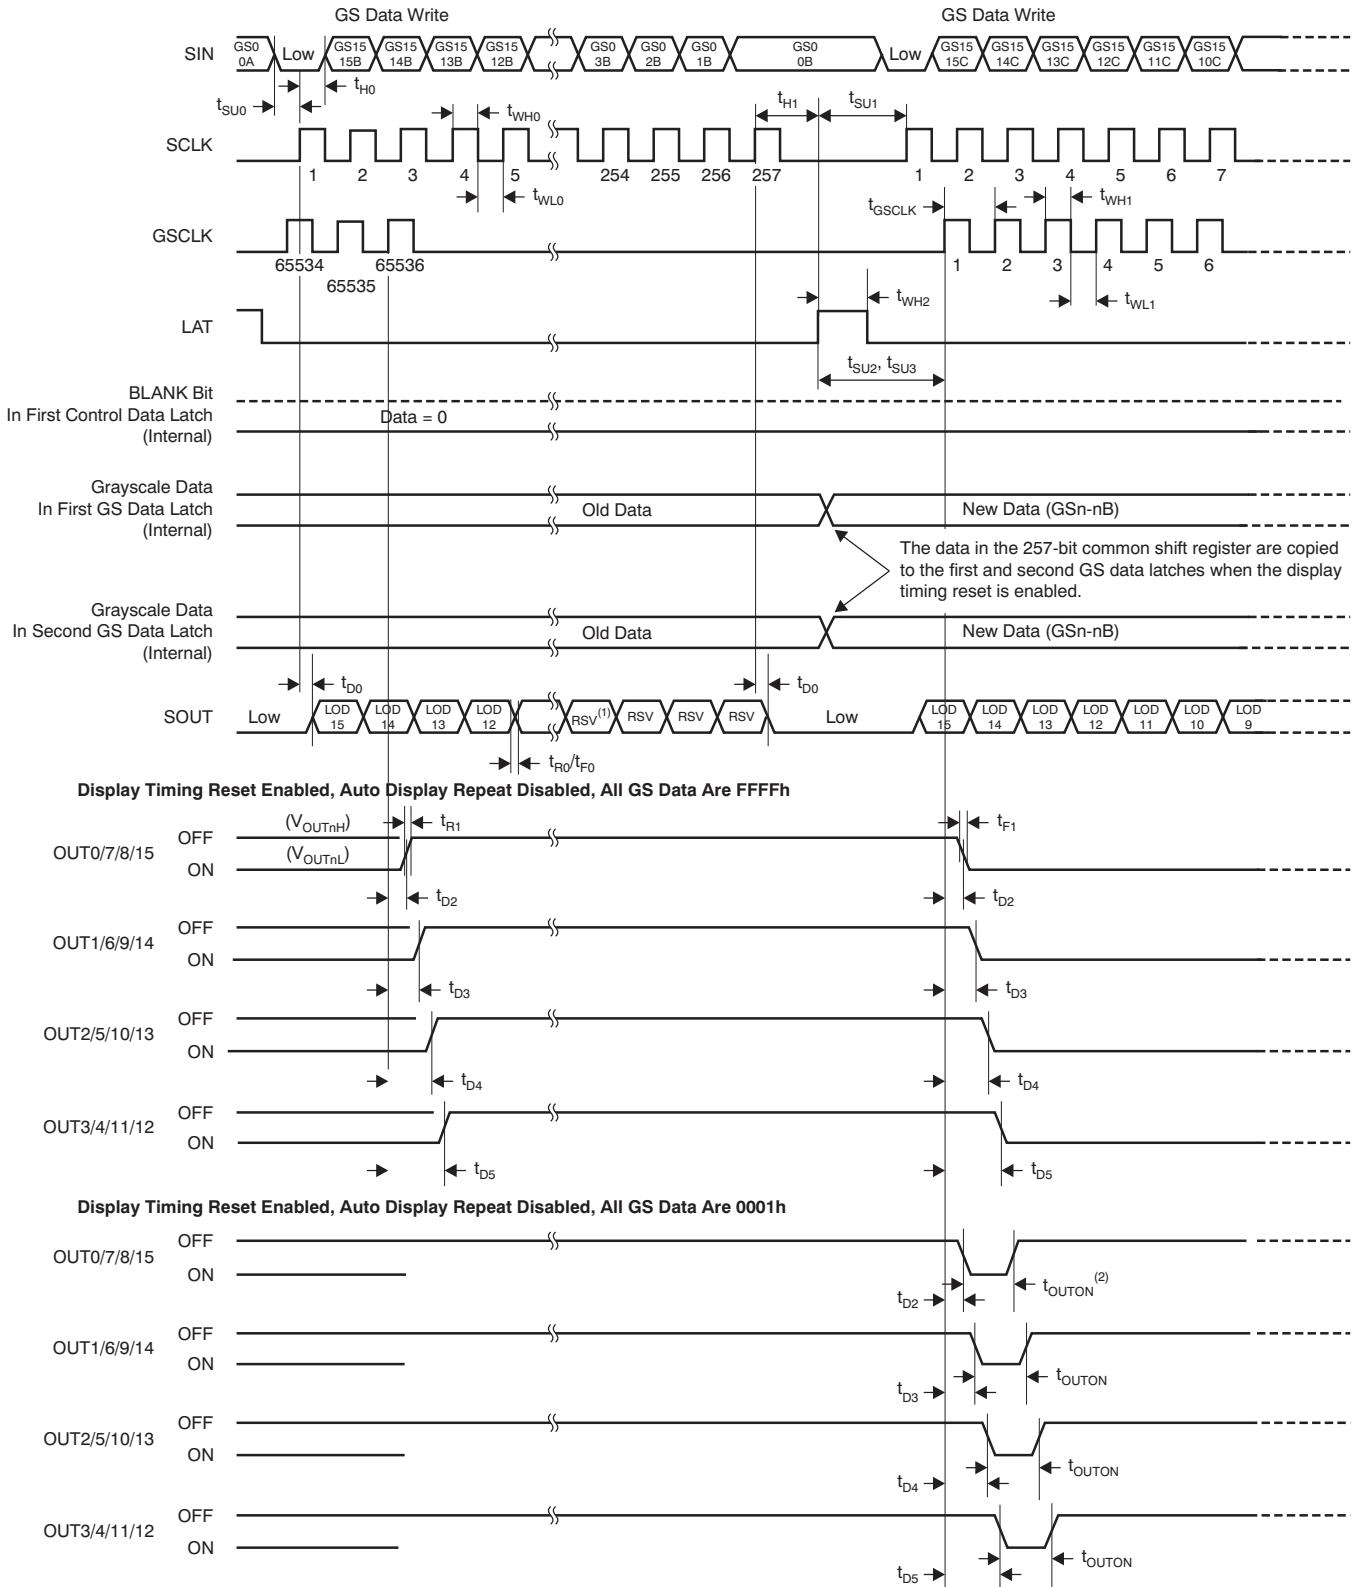 GS Data Write GS Data Write
SIN GS0 0A Low GS15 15B GS15 14B GS15 13B GS15 12B GS0 3B GS0 2B GS0 1B GS0 0B Low GS15 15C GS15 14C GS15 13C GS15 12C GS15 11C GS15 10C
tSU0 tH0 tWH0 tH1 tSU1
SCLK
1 2 3 4 5 254 255 256 257 1 2 3 4 5 6 7
tWL0 tGSCLK tWH1
GSCLK
65534 65535 65536 1 2 3 4 5 6
tWH2 tWL1
LAT
tSU2, tSU3
BLANK Bit
In First Control Data Latch
(Internal)
Data = 0
Grayscale Data
In First GS Data Latch
(Internal)
Old Data New Data (GSn-nB)
The data in the 257-bit common shift register are copied
to the first and second GS data latches when the display
timing reset is enabled.
Grayscale Data
In Second GS Data Latch
(Internal)
Old Data New Data (GSn-nB)
tD0 tD0
SOUT Low LOD 15 LOD 14 LOD 13 LOD 12 RSV(1) RSV RSV RSV Low LOD 15 LOD 14 LOD 13 LOD 12 LOD 11 LOD 10 LOD 9
tR0/tF0
Display Timing Reset Enabled, Auto Display Repeat Disabled, All GS Data Are FFFFh
OUT0/7/8/15 OFF (VOUTnH) tR1 tF1
ON (VOUTnL)
tD2 tD2
OUT1/6/9/14 OFF
ON
tD3 tD3
OUT2/5/10/13 OFF
ON
tD4 tD4
OUT3/4/11/12 OFF
ON
tD5 tD5
Display Timing Reset Enabled, Auto Display Repeat Disabled, All GS Data Are 0001h
OUT0/7/8/15 OFF
ON
tD2 tOUTON(2)
OUT1/6/9/14 OFF
ON
tD3 tOUTON
OUT2/5/10/13 OFF
ON
tD4 tOUTON
OUT3/4/11/12 OFF
ON
tD5 tOUTON